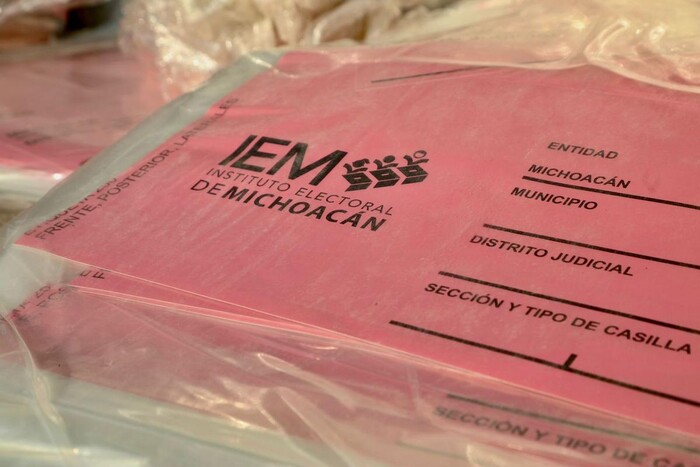 IEM
INSTITUTO ELECTORAL
DE MICHOACÁN
FRENTE, POSTERIOR, LATERALES
ENTIDAD
MICHOACÁN
MUNICIPIO
DISTRITO JUDICIAL
SECCIÓN Y TIPO DE CASILLA
SECCIÓN Y TIPO DE CASILLA